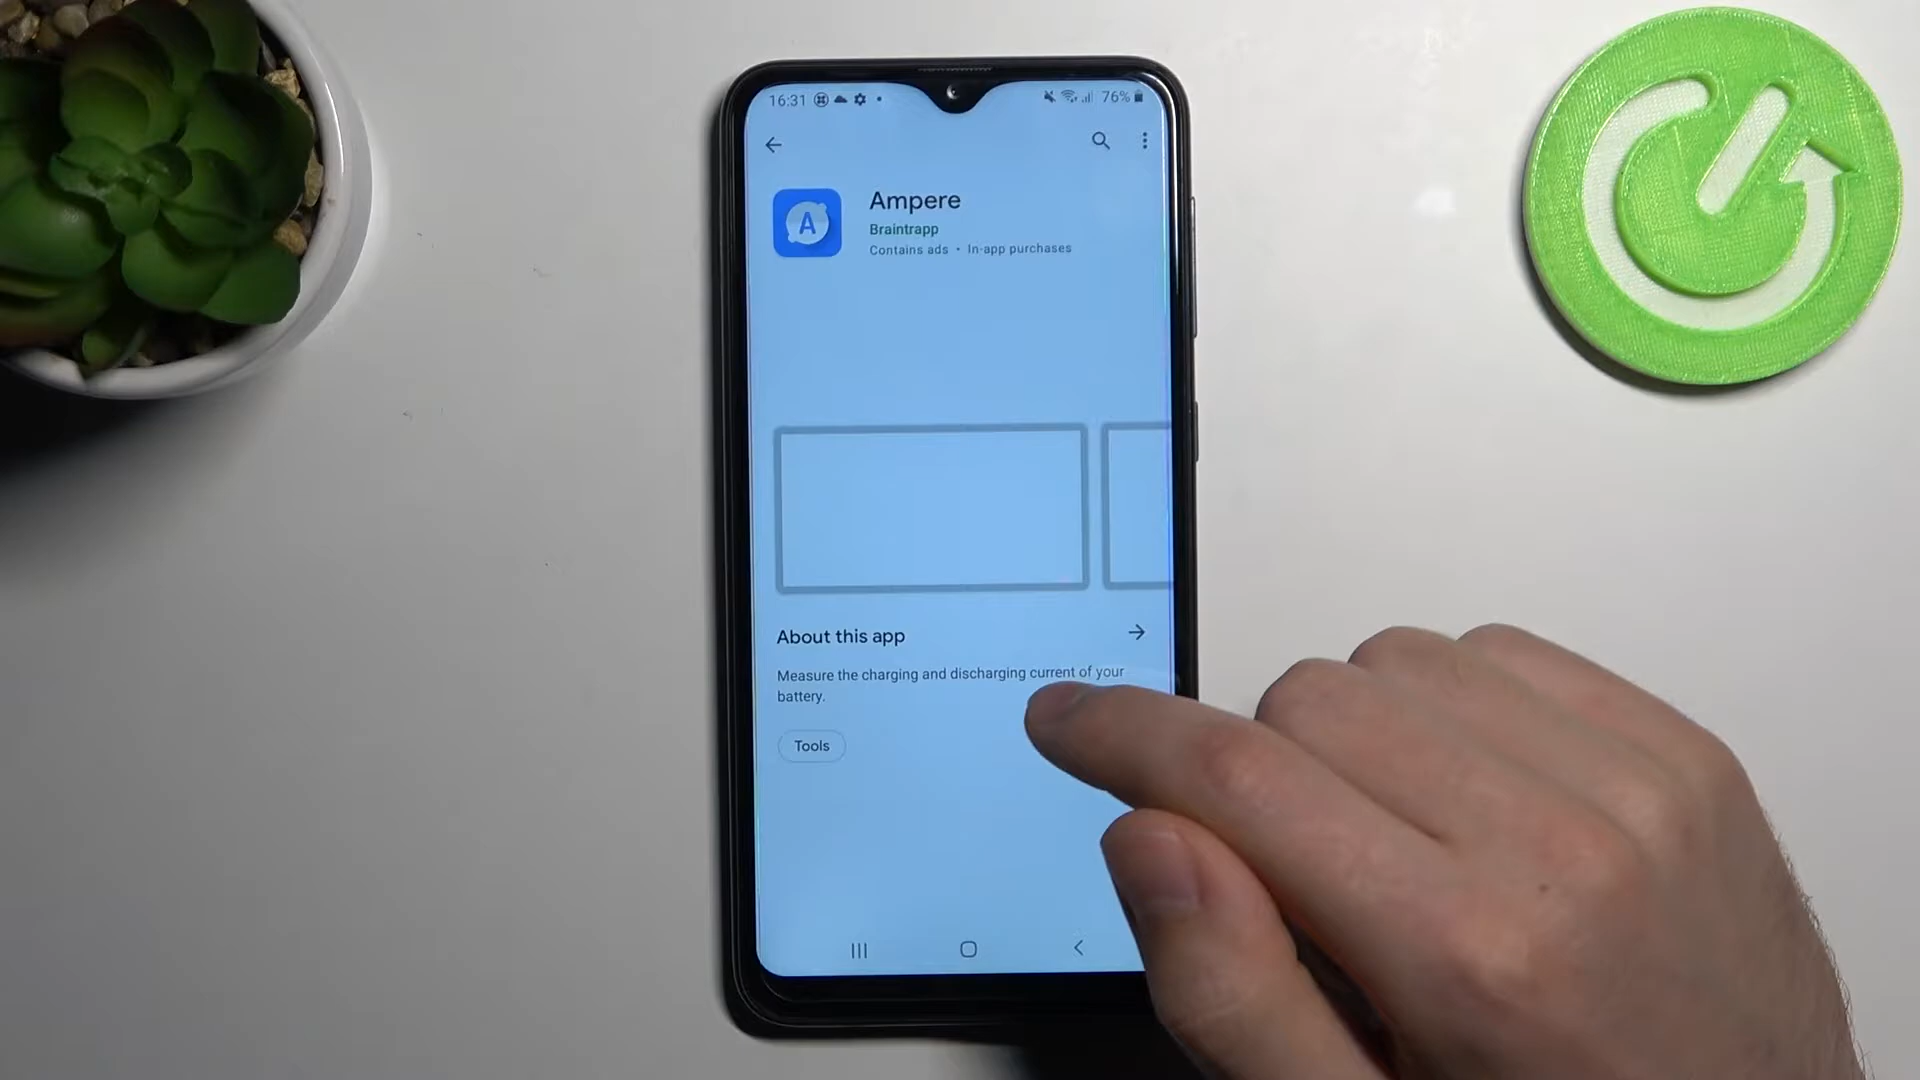 16:31
76%
Ampere
Braintrapp
Contains ads • In-app purchases
A
About this app
Measure the charging and discharging current of your
battery.
Tools